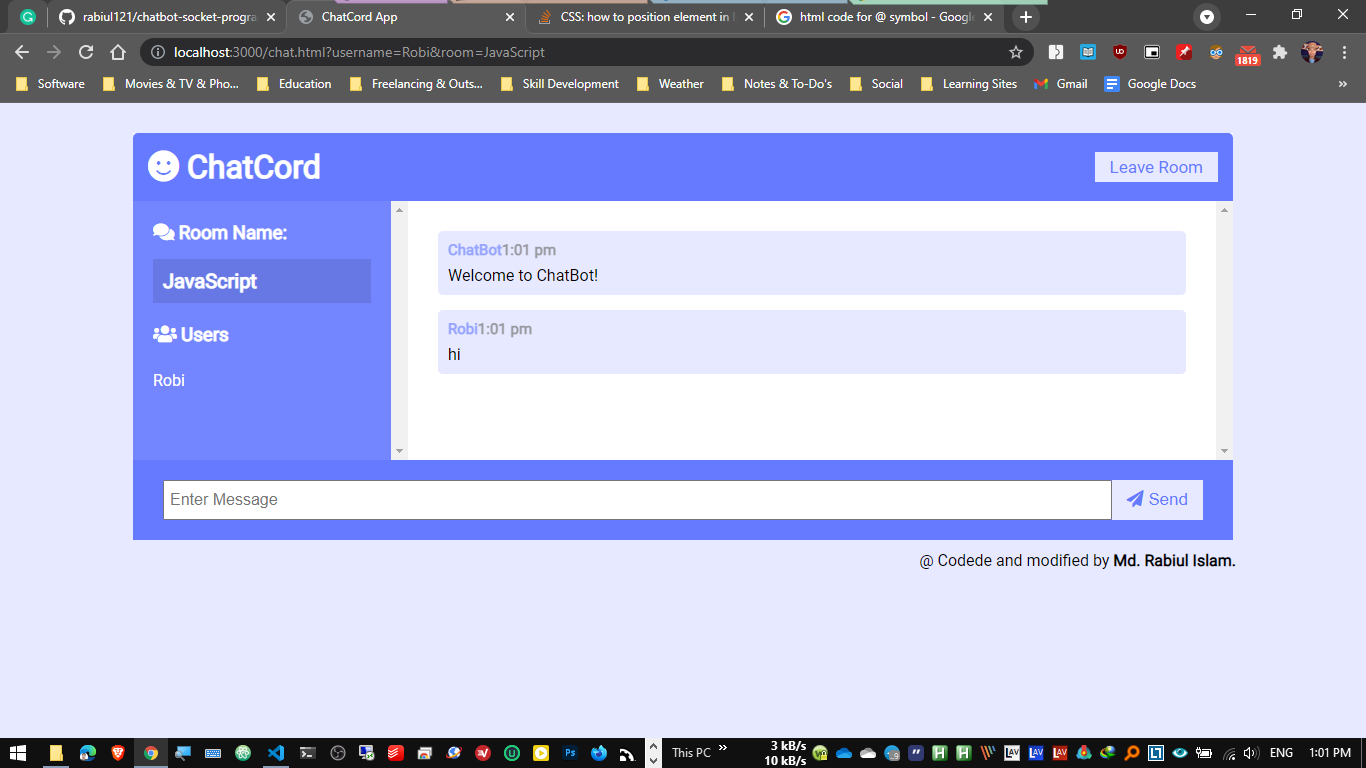 rabiul121/chatbot-socket-progra
ChatCord App
CSS: how to position element in
html code for @ symbol - Google
localhost:3000/chat.html?username=Robi&room=JavaScript
1819
Software
Movies & TV & Pho...
Education
Freelancing & Outs...
Skill Development
Weather
Notes & To-Do's
Social
Learning Sites
Gmail
Google Docs
»
ChatCord
Leave Room
Room Name:
JavaScript
Users
Robi
ChatBot1:01 pm
Welcome to ChatBot!
Robi1:01 pm
hi
Enter Message
Send
@ Codede and modified by Md. Rabiul Islam.
This PC
»
3 kB/s
10 kB/s
ENG
1:01 PM